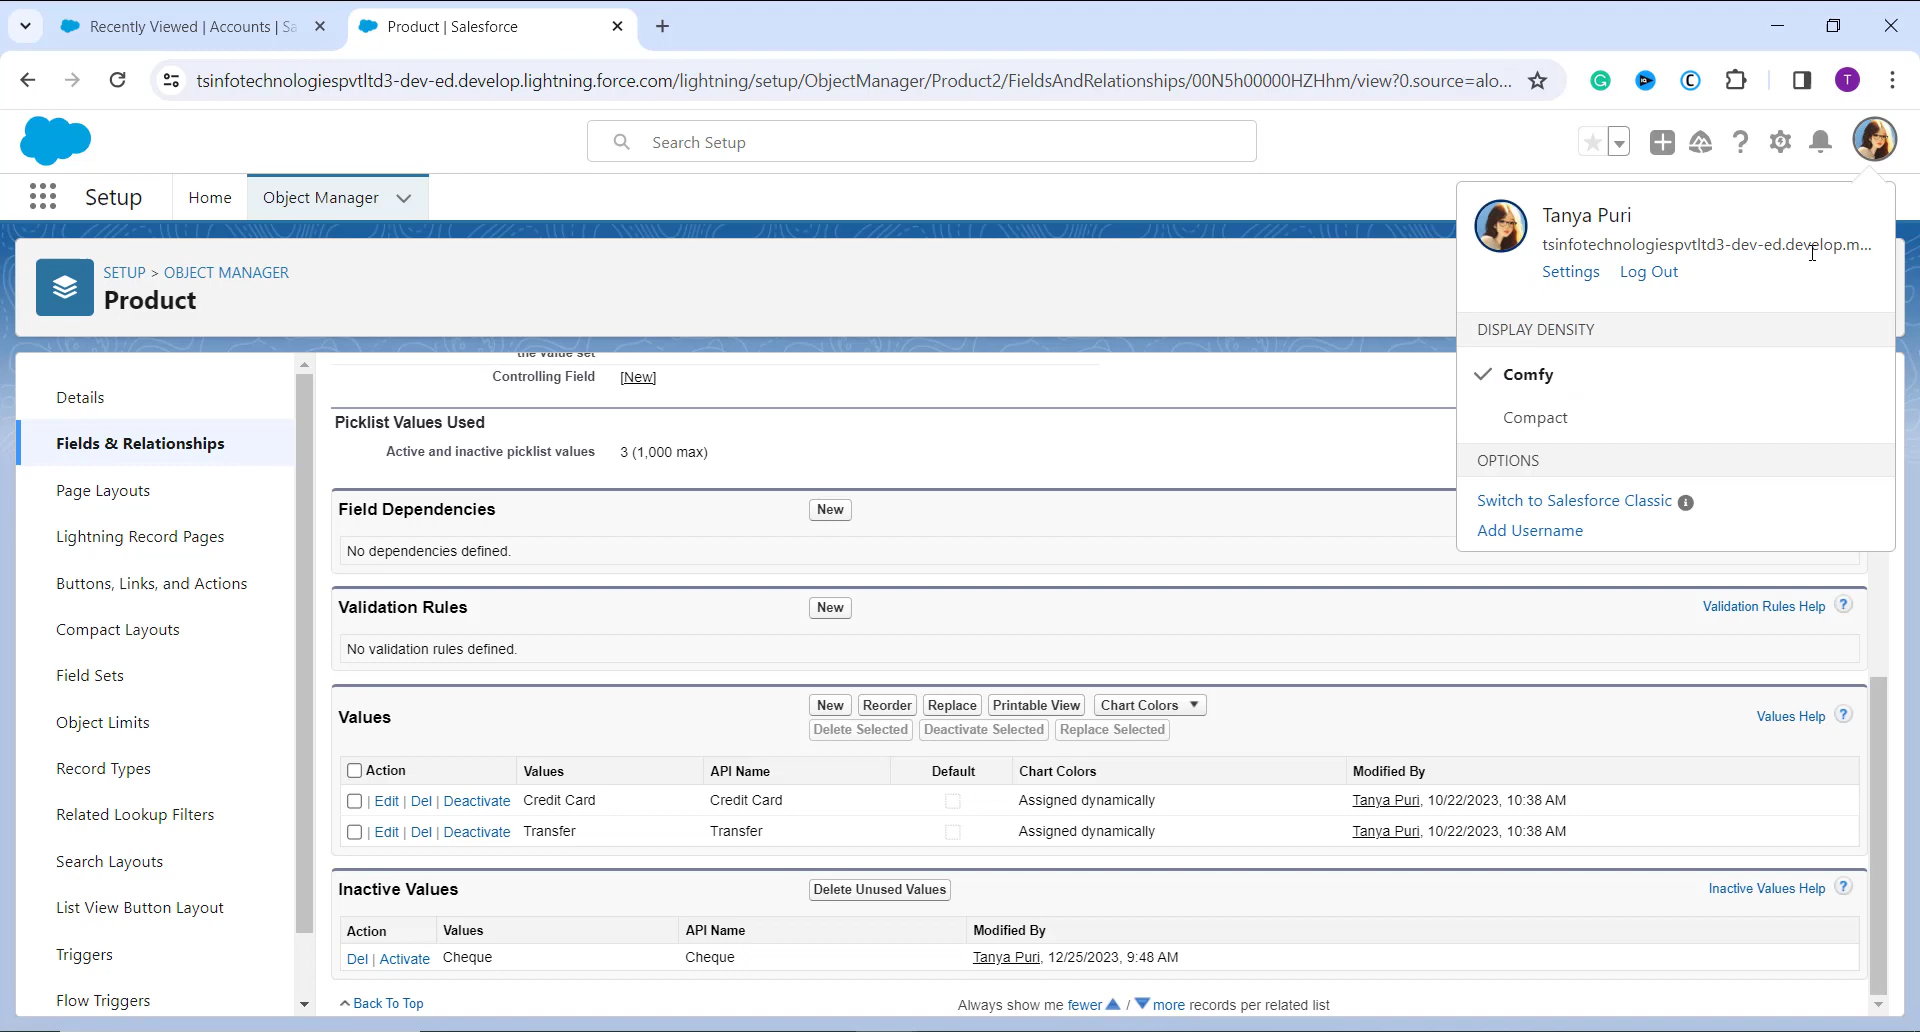 Recently Viewed | Accounts | Sa
Product | Salesforce
tsinfotechnologiespvtltd3-dev-ed.develop.lightning.force.com/lightning/setup/ObjectManager/Product2/FieldsAndRelationships/00N5h00000HZHhm/view?0.source=alo...
T
Search Setup
Setup
Home
Object Manager
SETUP > OBJECT MANAGER
Product
Tanya Puri
tsinfotechnologiespvtltd3-dev-ed.develop.m...
Settings Log Out
DISPLAY DENSITY
Comfy
Compact
OPTIONS
Switch to Salesforce Classic
Add Username
Details
Fields & Relationships
Page Layouts
Lightning Record Pages
Buttons, Links, and Actions
Compact Layouts
Field Sets
Object Limits
Record Types
Related Lookup Filters
Search Layouts
List View Button Layout
Triggers
Flow Triggers
the value set
Controlling Field [New]
Picklist Values Used
Active and inactive picklist values 3 (1,000 max)
Field Dependencies New
No dependencies defined.
Validation Rules New Validation Rules Help ?
No validation rules defined.
Values New Reorder Replace Printable View Chart Colors Values Help ?
Delete Selected Deactivate Selected Replace Selected
Action Values API Name Default Chart Colors Modified By
| Edit | Del | Deactivate Credit Card Credit Card Assigned dynamically Tanya Puri, 10/22/2023, 10:38 AM
| Edit | Del | Deactivate Transfer Transfer Assigned dynamically Tanya Puri, 10/22/2023, 10:38 AM
Inactive Values Delete Unused Values Inactive Values Help ?
Action Values API Name Modified By
Del | Activate Cheque Cheque Tanya Puri, 12/25/2023, 9:48 AM
Back To Top Always show me fewer / more records per related list